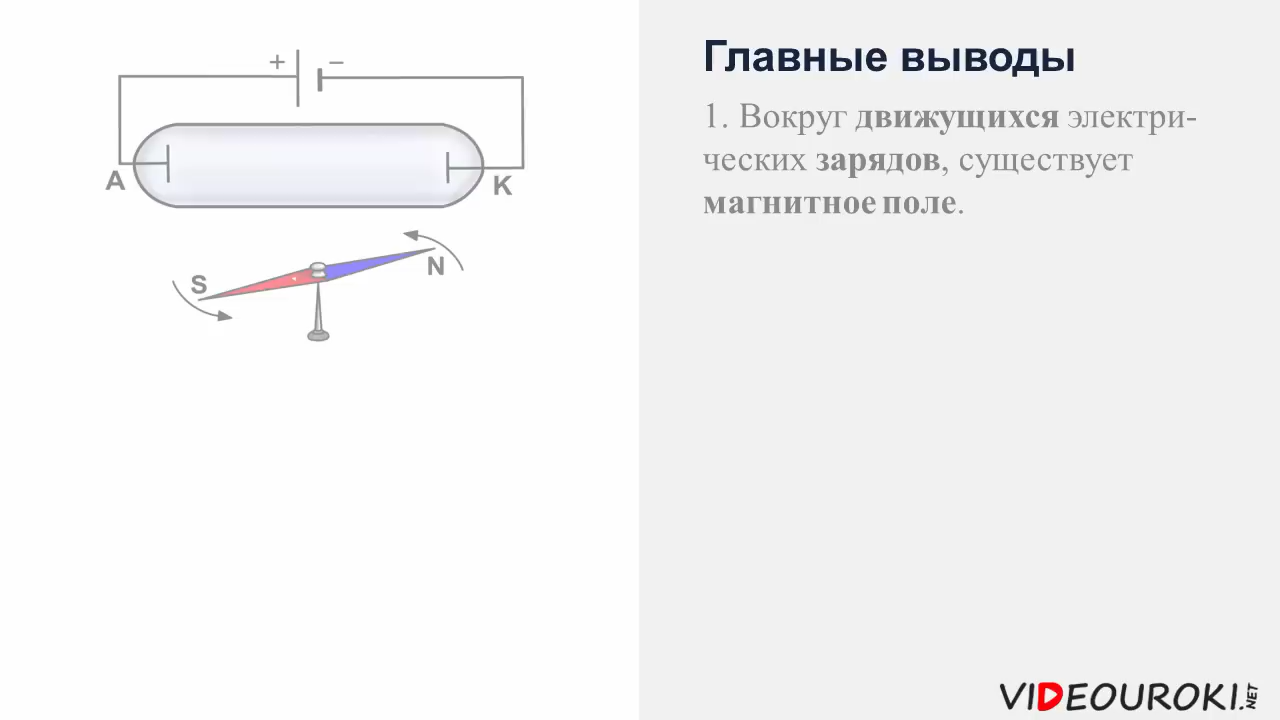 Главные выводы
1. Вокруг движущихся электри-
ческих зарядов, существует
магнитное поле.
+ −
A
K
S
N
VIDEOUROKI.NET